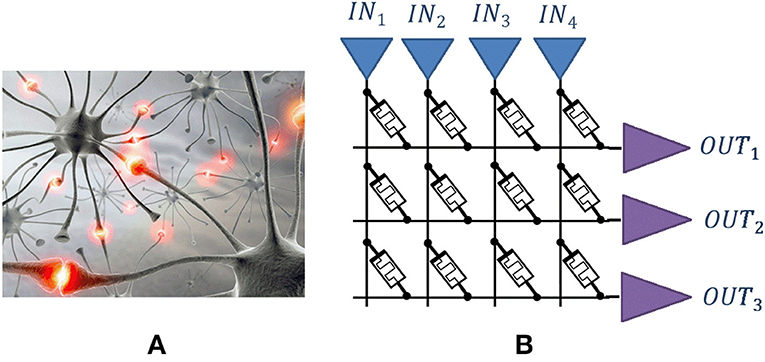 IN₁ IN₂ IN₃ IN₄
OUT₁
OUT₂
OUT₃
A B